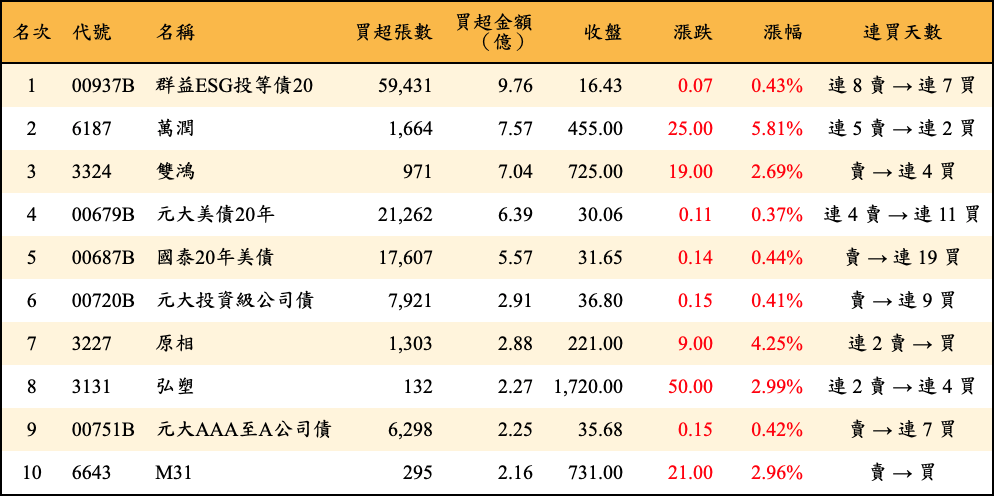 名次 代號 名稱 買超張數 買超金額（億） 收盤 漲跌 漲幅 連買天數
1 00937B 群益ESG投等債20 59,431 9.76 16.43 0.07 0.43% 連 8 賣 → 連 7 買
2 6187 萬潤 1,664 7.57 455.00 25.00 5.81% 連 5 賣 → 連 2 買
3 3324 雙鴻 971 7.04 725.00 19.00 2.69% 賣 → 連 4 買
4 00679B 元大美債20年 21,262 6.39 30.06 0.11 0.37% 連 4 賣 → 連 11 買
5 00687B 國泰20年美債 17,607 5.57 31.65 0.14 0.44% 賣 → 連 19 買
6 00720B 元大投資級公司債 7,921 2.91 36.80 0.15 0.41% 賣 → 連 9 買
7 3227 原相 1,303 2.88 221.00 9.00 4.25% 連 2 賣 → 買
8 3131 弘塑 132 2.27 1,720.00 50.00 2.99% 連 2 賣 → 連 4 買
9 00751B 元大AAA至A公司債 6,298 2.25 35.68 0.15 0.42% 賣 → 連 7 買
10 6643 M31 295 2.16 731.00 21.00 2.96% 賣 → 買